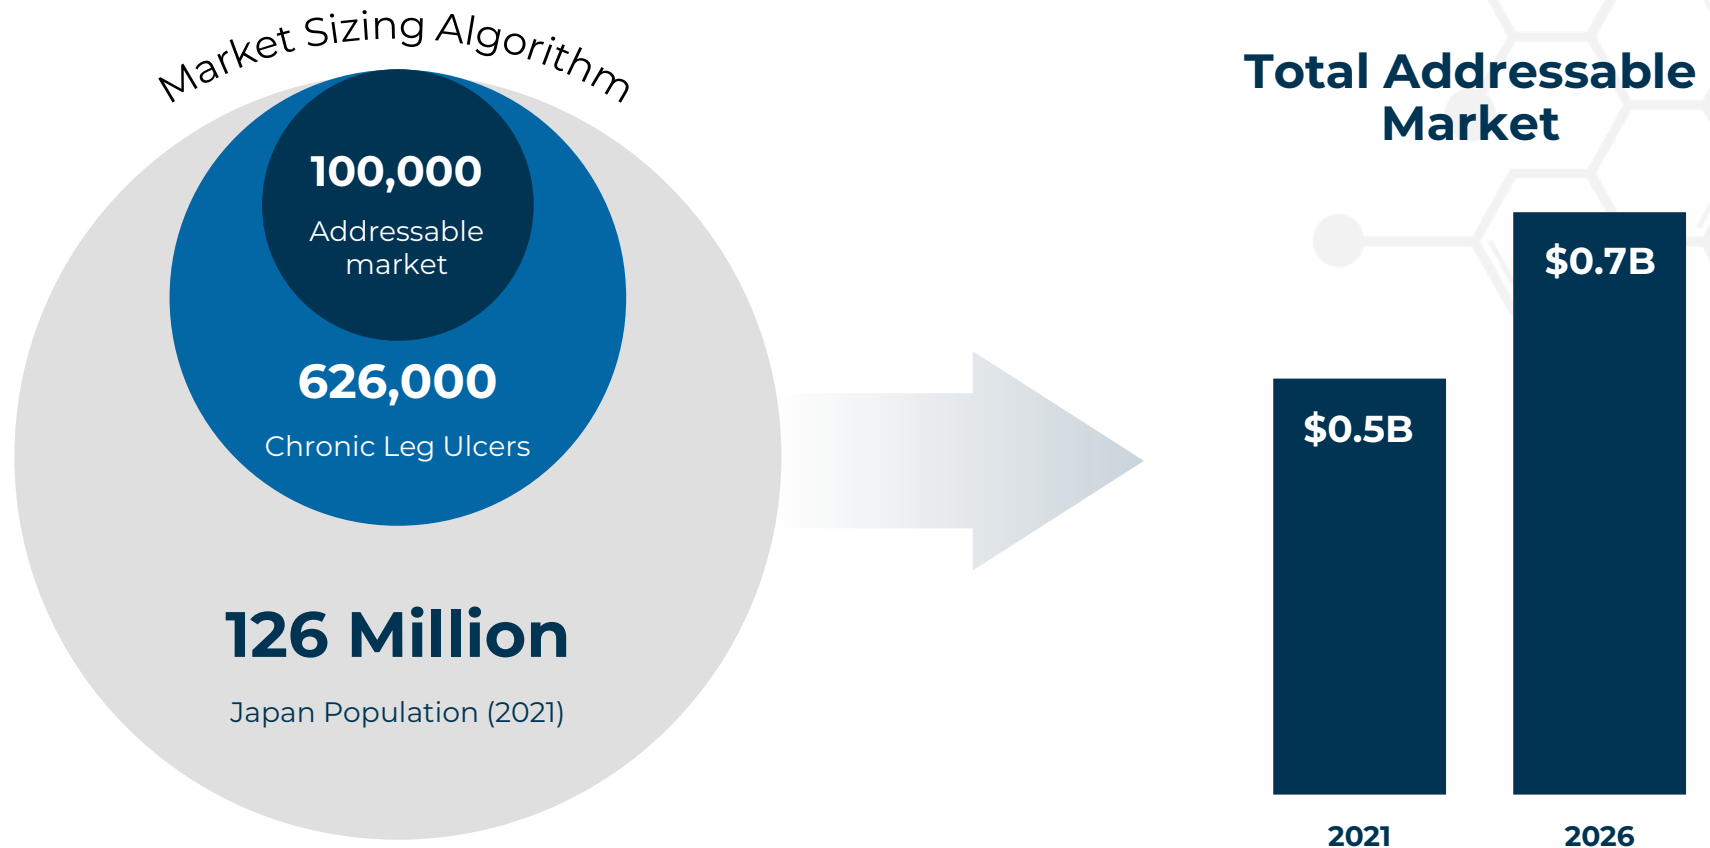 Market Sizing Algorithm
100,000
Addressable
market
626,000
Chronic Leg Ulcers
126 Million
Japan Population (2021)
Total Addressable
Market
$0.5B
$0.7B
2021
2026